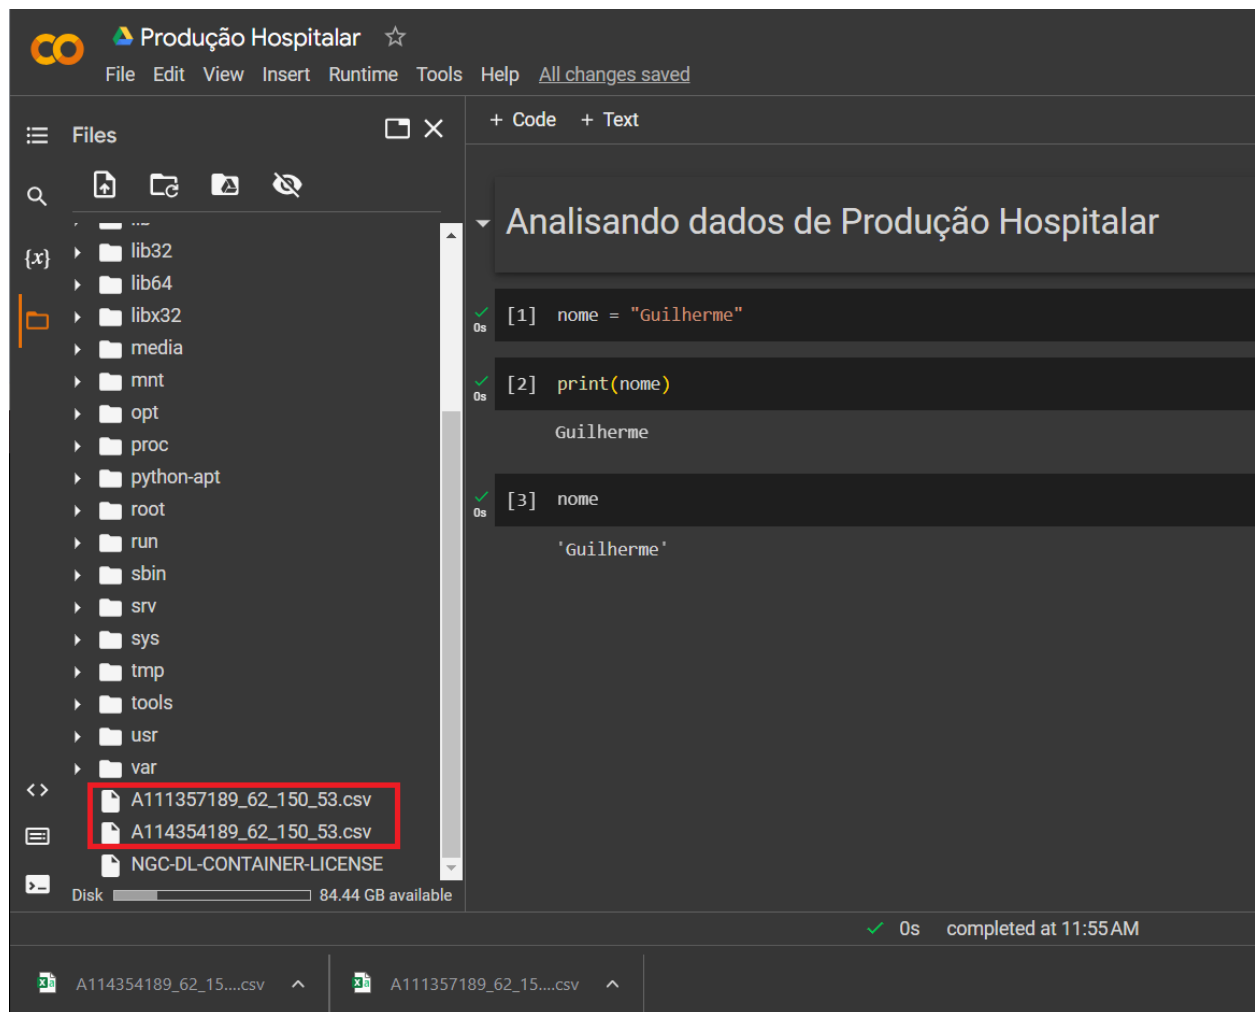 Produção Hospitalar
File Edit View Insert Runtime Tools Help All changes saved
Files
+ Code + Text
{x}
lib32
lib64
libx32
media
mnt
opt
proc
python-apt
root
run
sbin
srv
sys
tmp
tools
usr
var
A111357189_62_150_53.csv
A114354189_62_150_53.csv
NGC-DL-CONTAINER-LICENSE
Disk 84.44 GB available
Analisando dados de Produção Hospitalar
[1] nome = "Guilherme"
0s
[2] print(nome)
0s
Guilherme
[3] nome
0s
'Guilherme'
0s completed at 11:55 AM
A114354189_62_15....csv
A111357189_62_15....csv